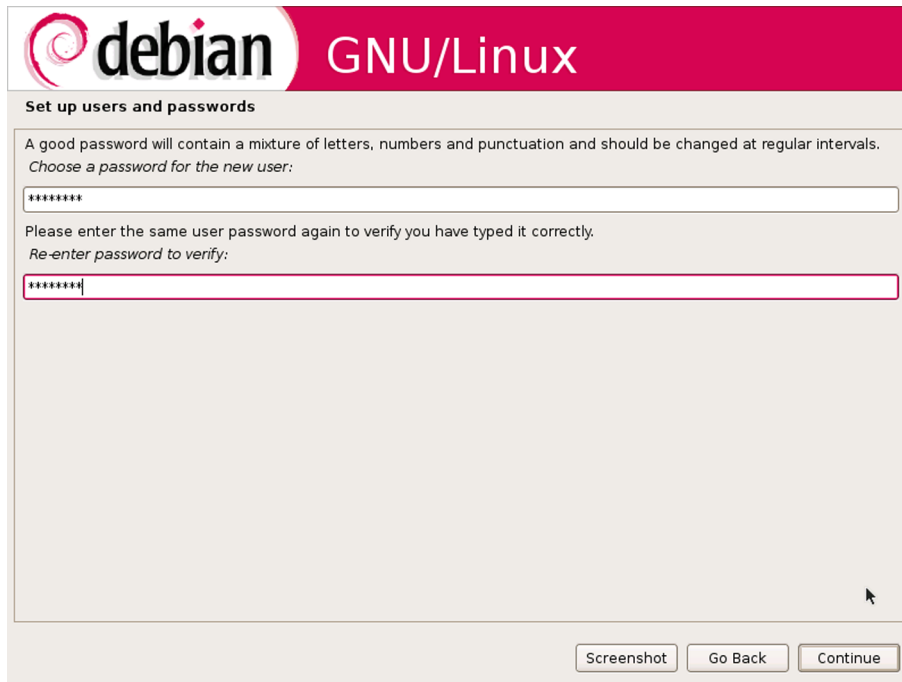 debian GNU/Linux
Set up users and passwords
A good password will contain a mixture of letters, numbers and punctuation and should be changed at regular intervals.
Choose a password for the new user:
********
Please enter the same user password again to verify you have typed it correctly.
Re-enter password to verify:
********
Screenshot Go Back Continue